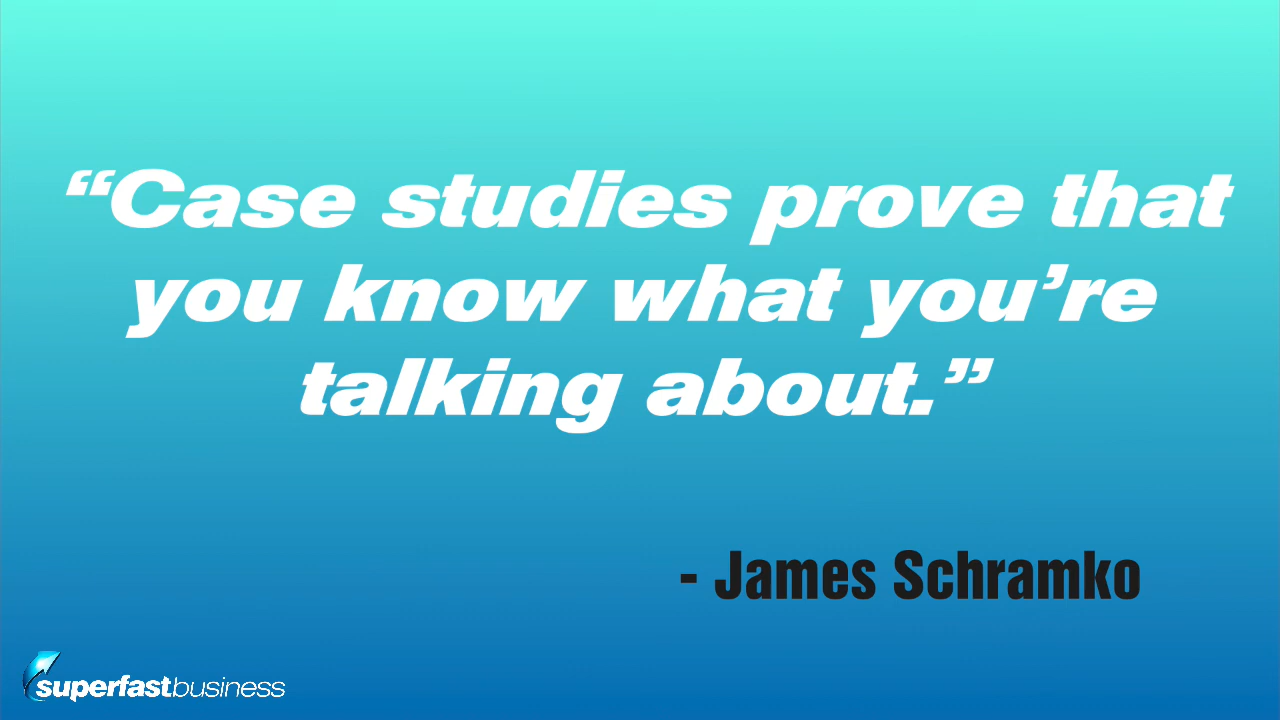 “Case studies prove that
you know what you’re
talking about.”
- James Schramko
superfastbusiness